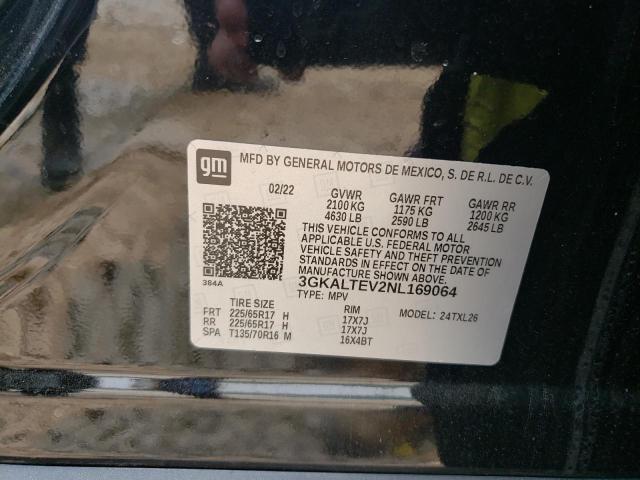 gm MFD BY GENERAL MOTORS DE MEXICO, S. DE R.L. DE C.V.
02/22 GVWR GAWR FRT GAWR RR
2100 KG 1175 KG 1200 KG
4630 LB 2590 LB 2645 LB
THIS VEHICLE CONFORMS TO ALL
APPLICABLE U.S. FEDERAL MOTOR
VEHICLE SAFETY AND THEFT PREVENTION
STANDARDS IN EFFECT ON THE DATE OF
MANUFACTURE SHOWN ABOVE.
384A 3GKALTEV2NL169064
TYPE: MPV
TIRE SIZE RIM MODEL: 24TXL26
FRT 225/65R17 H 17X7J
RR 225/65R17 H 17X7J
SPA T135/70R16 M 16X4BT